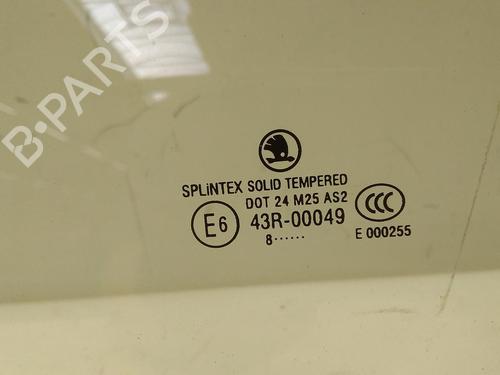 B-PARTS
SPLiNTEX SOLID TEMPERED
DOT 24 M25 AS2
E6 43R-00049 CCC
8······ E 000255